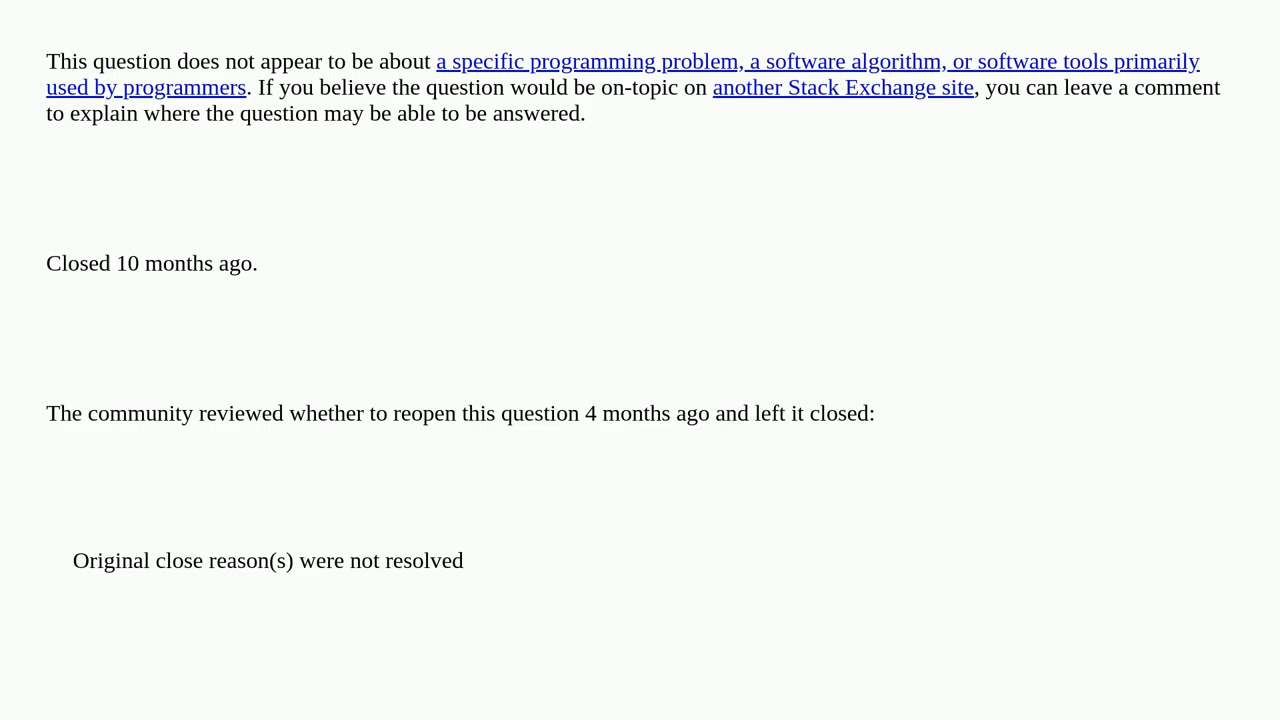 This question does not appear to be about a specific programming problem, a software algorithm, or software tools primarily
used by programmers. If you believe the question would be on-topic on another Stack Exchange site, you can leave a comment
to explain where the question may be able to be answered.
Closed 10 months ago.
The community reviewed whether to reopen this question 4 months ago and left it closed:
Original close reason(s) were not resolved